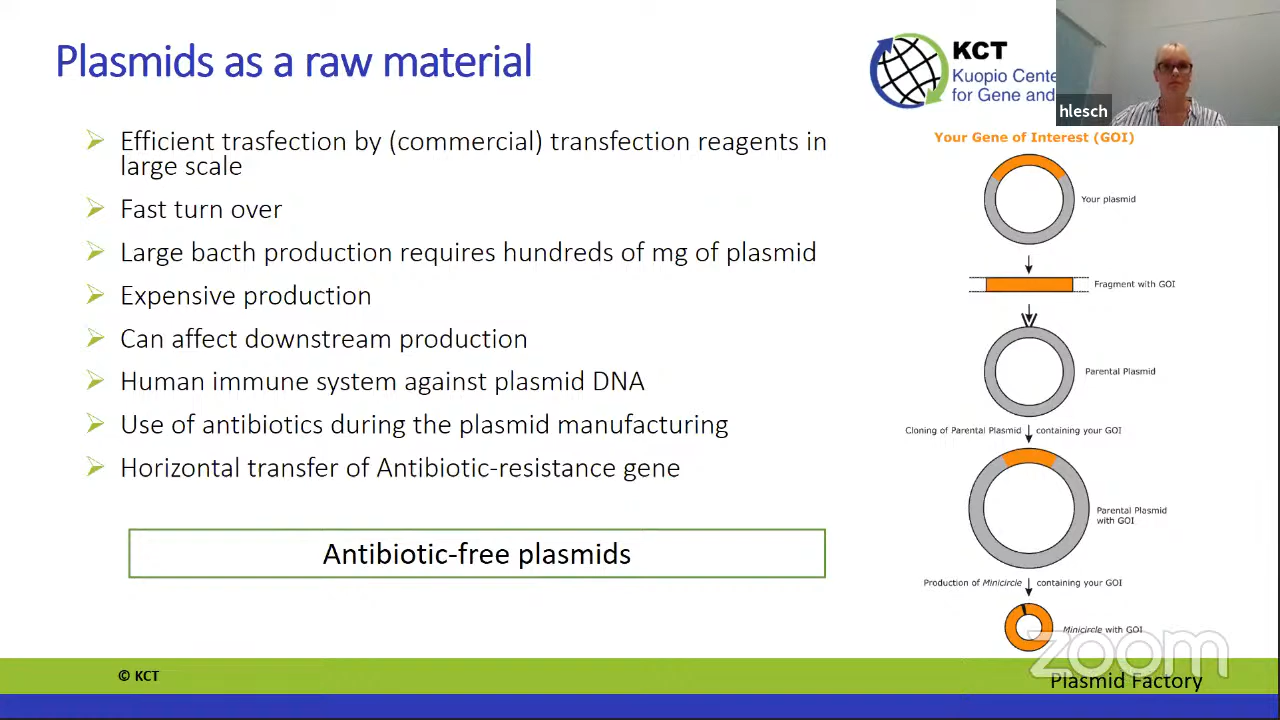 Plasmids as a raw material
KCT
Kuopio Cente
for Gene and
hlesch
Efficient trasfection by (commercial) transfection reagents in
large scale
Fast turn over
Large bacth production requires hundreds of mg of plasmid
Expensive production
Can affect downstream production
Human immune system against plasmid DNA
Use of antibiotics during the plasmid manufacturing
Horizontal transfer of Antibiotic-resistance gene
Antibiotic-free plasmids
Your Gene of Interest (GOI)
Your plasmid
Fragment with GOI
Parental Plasmid
Cloning of Parental Plasmid containing your GOI
Parental Plasmid
with GOI
Production of Minicircle containing your GOI
Minicircle with GOI
zoom
Plasmid Factory
© KCT